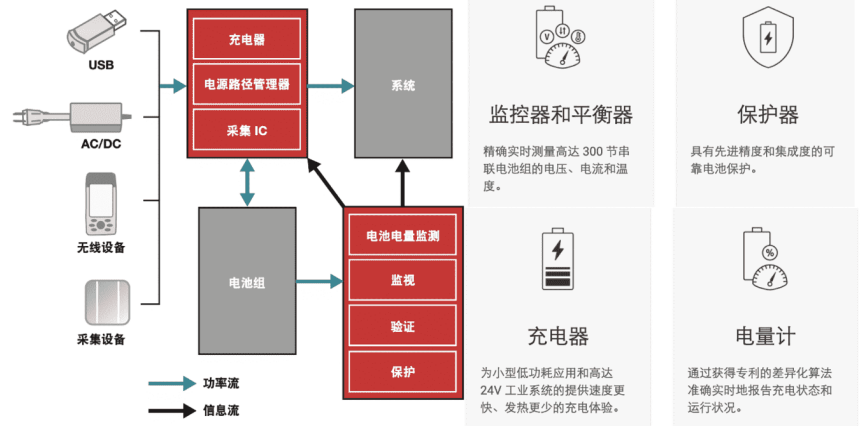 USB
AC/DC
无线设备
采集设备
充电器
电源路径管理器
采集 IC
系统
电池组
电池电量监测
监视
验证
保护
功率流
信息流
V
监控器和平衡器
精确实时测量高达 300 节串
联电池组的电压、电流和温
度。
保护器
具有先进精度和集成度的可
靠电池保护。
充电器
为小型低功耗应用和高达
24V 工业系统的提供速度更
快、发热更少的充电体验。
%
电量计
通过获得专利的差异化算法
准确实时地报告充电状态和
运行状况。